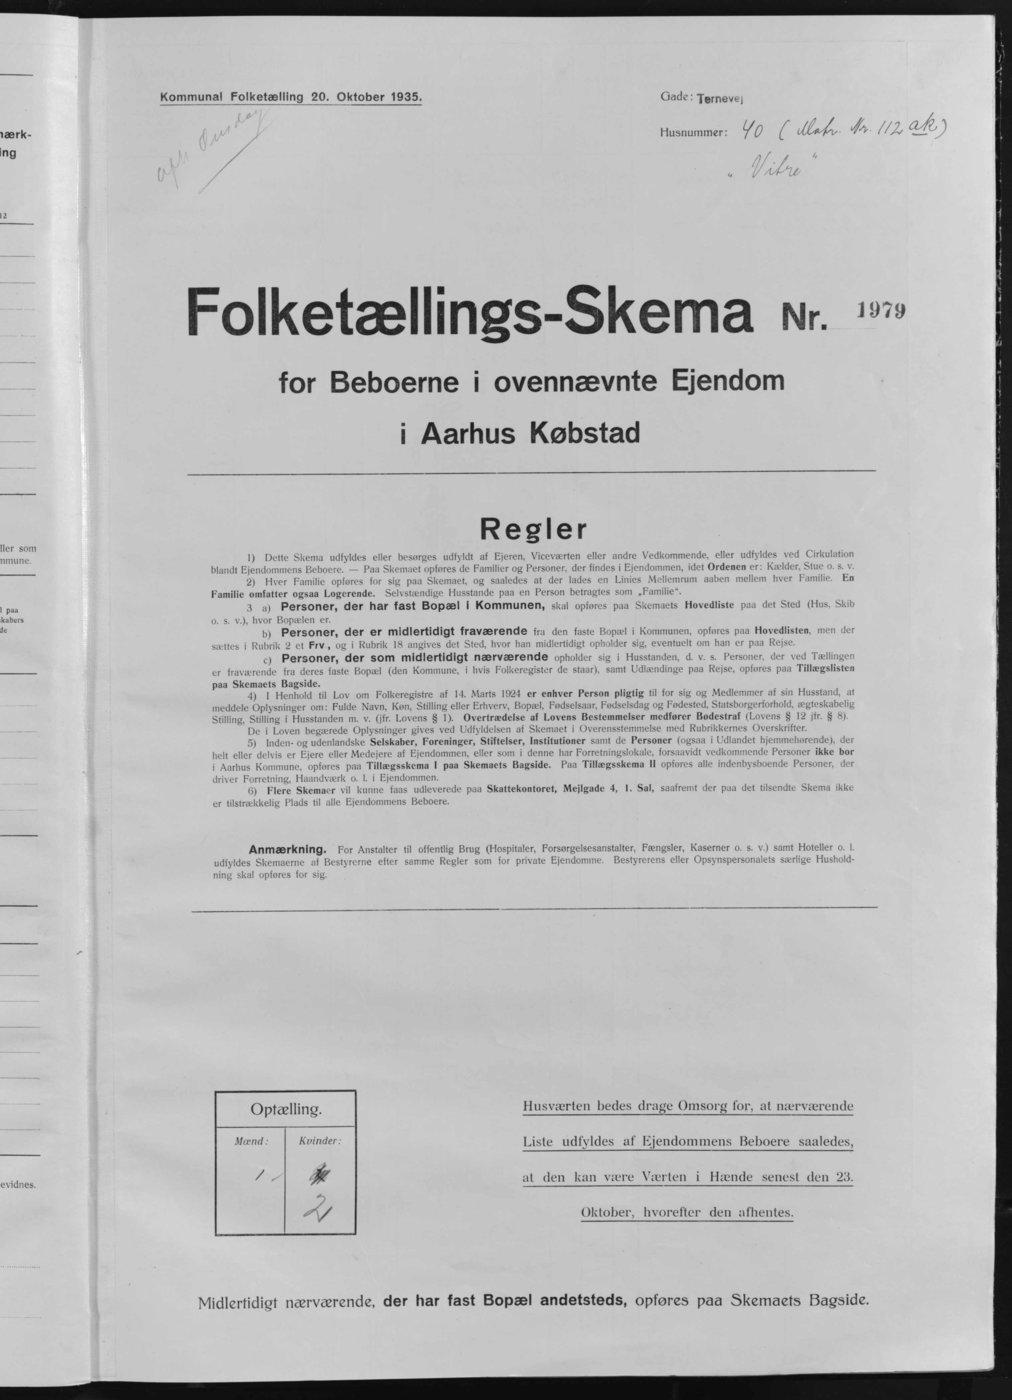 Kommunal Folketælling 20. Oktober 1935.
Gade: Ternevej
Husnummer: 40 ( Matr. Nr. 112 ak)
"Vitre"
afh Onsdag
Folketællings-Skema Nr. 1979
for Beboerne i ovennævnte Ejendom
i Aarhus Købstad
Regler
1) Dette Skema udfyldes eller besørges udfyldt af Ejeren, Viceværten eller andre Vedkommende, eller udfyldes ved Cirkulation
blandt Ejendommens Beboere. — Paa Skemaet opføres de Familier og Personer, der findes i Ejendommen, idet Ordenen er: Kælder, Stue o. s. v.
2) Hver Familie opføres for sig paa Skemaet, og saaledes at der lades en Linies Mellemrum aaben mellem hver Familie. En
Familie omfatter ogsaa Logerende. Selvstændige Husstande paa en Person betragtes som „Familie".
3 a) Personer, der har fast Bopæl i Kommunen, skal opføres paa Skemaets Hovedliste paa det Sted (Hus, Skib
o. s. v.), hvor Bopælen er.
b) Personer, der er midlertidigt fraværende fra den faste Bopæl i Kommunen, opføres paa Hovedlisten, men der
sættes i Rubrik 2 et Frv., og i Rubrik 18 angives det Sted, hvor han midlertidigt opholder sig, eventuelt om han er paa Rejse.
c) Personer, der som midlertidigt nærværende opholder sig i Husstanden, d. v. s. Personer, der ved Tællingen
er fraværende fra deres faste Bopæl (den Kommune, i hvis Folkeregister de staar), samt Udlændinge paa Rejse, opføres paa Tillægslisten
paa Skemaets Bagside.
4) I Henhold til Lov om Folkeregistre af 14. Marts 1924 er enhver Person pligtig til for sig og Medlemmer af sin Husstand, at
meddele Oplysninger om: Fulde Navn, Køn, Stilling eller Erhverv, Bopæl, Fødselsaar, Fødselsdag og Fødested, Statsborgerforhold, ægteskabelig
Stilling, Stilling i Husstanden m. v. (jfr. Lovens § 1). Overtrædelse af Lovens Bestemmelser medfører Bødestraf (Lovens § 12 jfr. § 8).
De i Loven begærede Oplysninger gives ved Udfyldelsen af Skemaet i Overensstemmelse med Rubrikkernes Overskrifter.
5) Inden- og udenlandske Selskaber, Foreninger, Stiftelser, Institutioner samt de Personer (ogsaa i Udlandet hjemmehørende), der
helt eller delvis er Ejere eller Medejere af Ejendommen, eller som i denne har Forretningslokale, forsaavidt vedkommende Personer ikke bor
i Aarhus Kommune, opføres paa Tillægsskema I paa Skemaets Bagside. Paa Tillægsskema II opføres alle indenbysboende Personer, der
driver Forretning, Haandværk o. l. i Ejendommen.
6) Flere Skemaer vil kunne faas udleverede paa Skattekontoret, Mejlgade 4, 1. Sal, saafremt der paa det tilsendte Skema ikke
er tilstrækkelig Plads til alle Ejendommens Beboere.
Anmærkning. For Anstalter til offentlig Brug (Hospitaler, Forsørgelsesanstalter, Fængsler, Kaserner o. s. v.) samt Hoteller o. l.
udfyldes Skemaerne af Bestyrerne efter samme Regler som for private Ejendomme. Bestyrerens eller Opsynspersonalets særlige Hushold-
ning skal opføres for sig.
Optælling.
Mænd: Kvinder:
1 2
Husværten bedes drage Omsorg for, at nærværende
Liste udfyldes af Ejendommens Beboere saaledes,
at den kan være Værten i Hænde senest den 23.
Oktober, hvorefter den afhentes.
Midlertidigt nærværende, der har fast Bopæl andetsteds, opføres paa Skemaets Bagside.